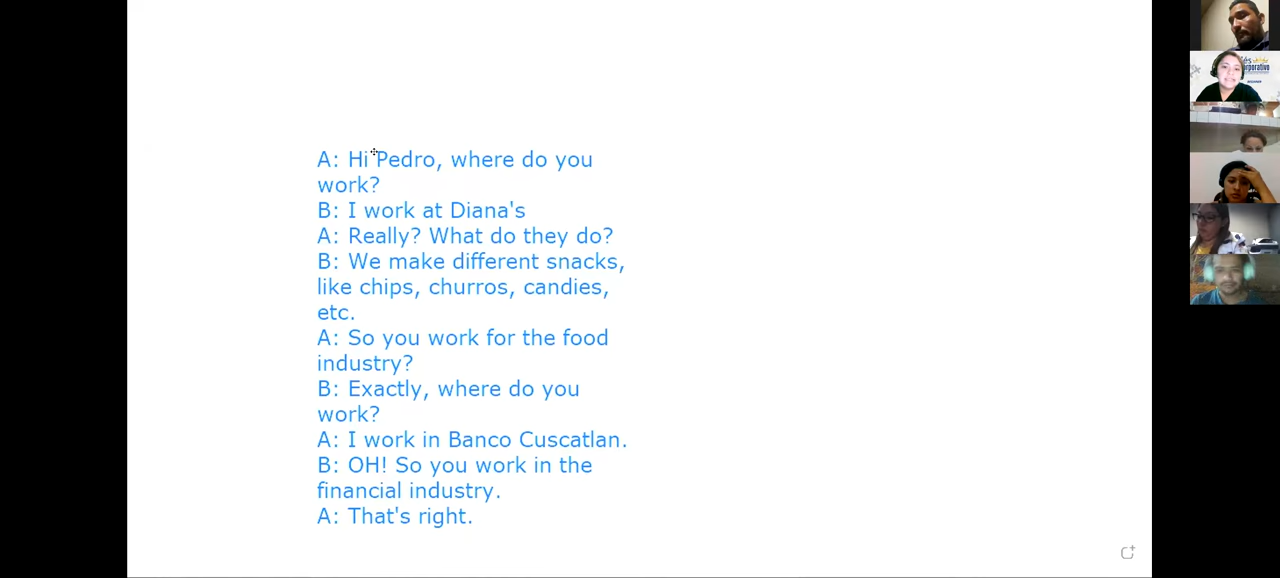 A: Hi Pedro, where do you
work?
B: I work at Diana's
A: Really? What do they do?
B: We make different snacks,
like chips, churros, candies,
etc.
A: So you work for the food
industry?
B: Exactly, where do you
work?
A: I work in Banco Cuscatlan.
B: OH! So you work in the
financial industry.
A: That's right.